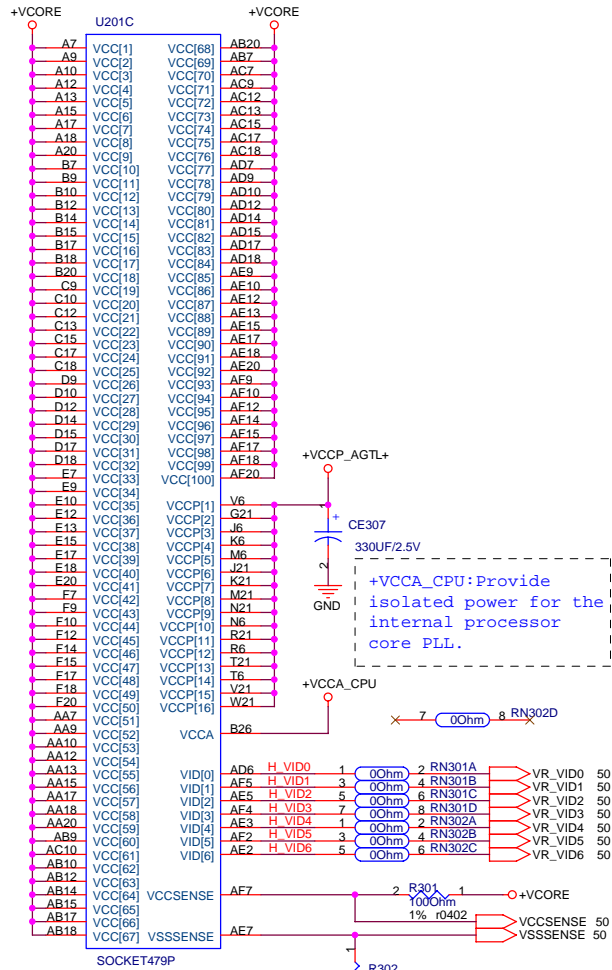 +VCORE U201C +VCORE
A7 VCC[1] VCC[68] AB20
A9 VCC[2] VCC[69] AB7
A10 VCC[3] VCC[70] AC7
A12 VCC[4] VCC[71] AC9
A13 VCC[5] VCC[72] AC12
A15 VCC[6] VCC[73] AC13
A17 VCC[7] VCC[74] AC15
A18 VCC[8] VCC[75] AC17
A20 VCC[9] VCC[76] AC18
B7 VCC[10] VCC[77] AD7
B9 VCC[11] VCC[78] AD9
B10 VCC[12] VCC[79] AD10
B12 VCC[13] VCC[80] AD12
B14 VCC[14] VCC[81] AD14
B15 VCC[15] VCC[82] AD15
B17 VCC[16] VCC[83] AD17
B18 VCC[17] VCC[84] AD18
B20 VCC[18] VCC[85] AE9
C9 VCC[19] VCC[86] AE10
C10 VCC[20] VCC[87] AE12
C12 VCC[21] VCC[88] AE13
C13 VCC[22] VCC[89] AE15
C15 VCC[23] VCC[90] AE17
C17 VCC[24] VCC[91] AE18
C18 VCC[25] VCC[92] AE20
D9 VCC[26] VCC[93] AF9
D10 VCC[27] VCC[94] AF10
D12 VCC[28] VCC[95] AF12
D14 VCC[29] VCC[96] AF14
D15 VCC[30] VCC[97] AF15
D17 VCC[31] VCC[98] AF17
D18 VCC[32] VCC[99] AF18
E7 VCC[33] VCC[100] AF20
E9 VCC[34]
E10 VCC[35] VCCP[1] V6
E12 VCC[36] VCCP[2] G21
E13 VCC[37] VCCP[3] J6
E15 VCC[38] VCCP[4] K6
E17 VCC[39] VCCP[5] M6
E18 VCC[40] VCCP[6] J21
E20 VCC[41] VCCP[7] K21
F7 VCC[42] VCCP[8] M21
F9 VCC[43] VCCP[9] N21
F10 VCC[44] VCCP[10] N6
F12 VCC[45] VCCP[11] R21
F14 VCC[46] VCCP[12] R6
F15 VCC[47] VCCP[13] T21
F17 VCC[48] VCCP[14] T6
F18 VCC[49] VCCP[15] V21
F20 VCC[50] VCCP[16] W21
AA7 VCC[51]
AA9 VCC[52] VCCA B26
AA10 VCC[53]
AA12 VCC[54]
AA13 VCC[55] VID[0] AD6 H_VID0 1 0Ohm 2 RN301A VR_VID0 50
AA15 VCC[56] VID[1] AF5 H_VID1 3 0Ohm 4 RN301B VR_VID1 50
AA17 VCC[57] VID[2] AE5 H_VID2 5 0Ohm 6 RN301C VR_VID2 50
AA18 VCC[58] VID[3] AF4 H_VID3 7 0Ohm 8 RN301D VR_VID3 50
AA20 VCC[59] VID[4] AE3 H_VID4 1 0Ohm 2 RN302A VR_VID4 50
AB9 VCC[60] VID[5] AF2 H_VID5 3 0Ohm 4 RN302B VR_VID5 50
AC10 VCC[61] VID[6] AE2 H_VID6 5 0Ohm 6 RN302C VR_VID6 50
AB10 VCC[62]
AB12 VCC[63]
AB14 VCC[64] VCCSENSE AF7
AB15 VCC[65]
AB17 VCC[66]
AB18 VCC[67] VSSSENSE AE7
SOCKET479P
+VCCP_AGTL+
1
+
CE307
330UF/2.5V
2
GND
+VCCA_CPU:Provide
isolated power for the
internal processor
core PLL.
+VCCA_CPU
7 0Ohm 8 RN302D
2 R301 1 +VCORE
100Ohm
1% r0402
VCCSENSE 50
VSSSENSE 50
1
R302